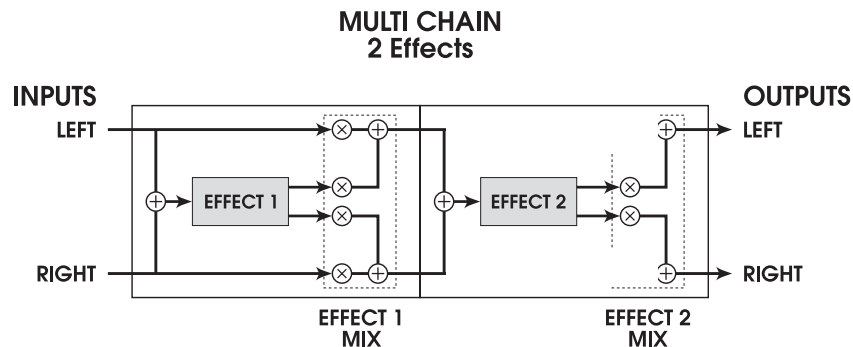 MULTI CHAIN
2 Effects
INPUTS
OUTPUTS
LEFT
LEFT
EFFECT 1
EFFECT 2
RIGHT
RIGHT
EFFECT 1
MIX
EFFECT 2
MIX